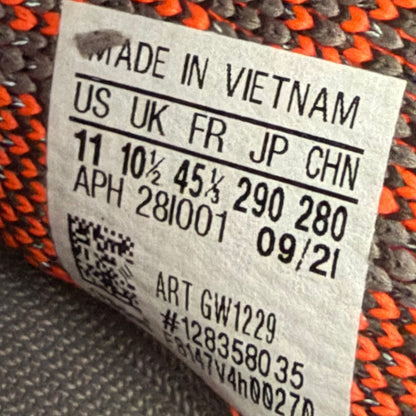 MADE IN VIETNAM
US UK FR JP CHN
11 10½ 45⅓ 290 280
APH 281001 09/21
ART GW1229
#128358035
E8147V4h00270